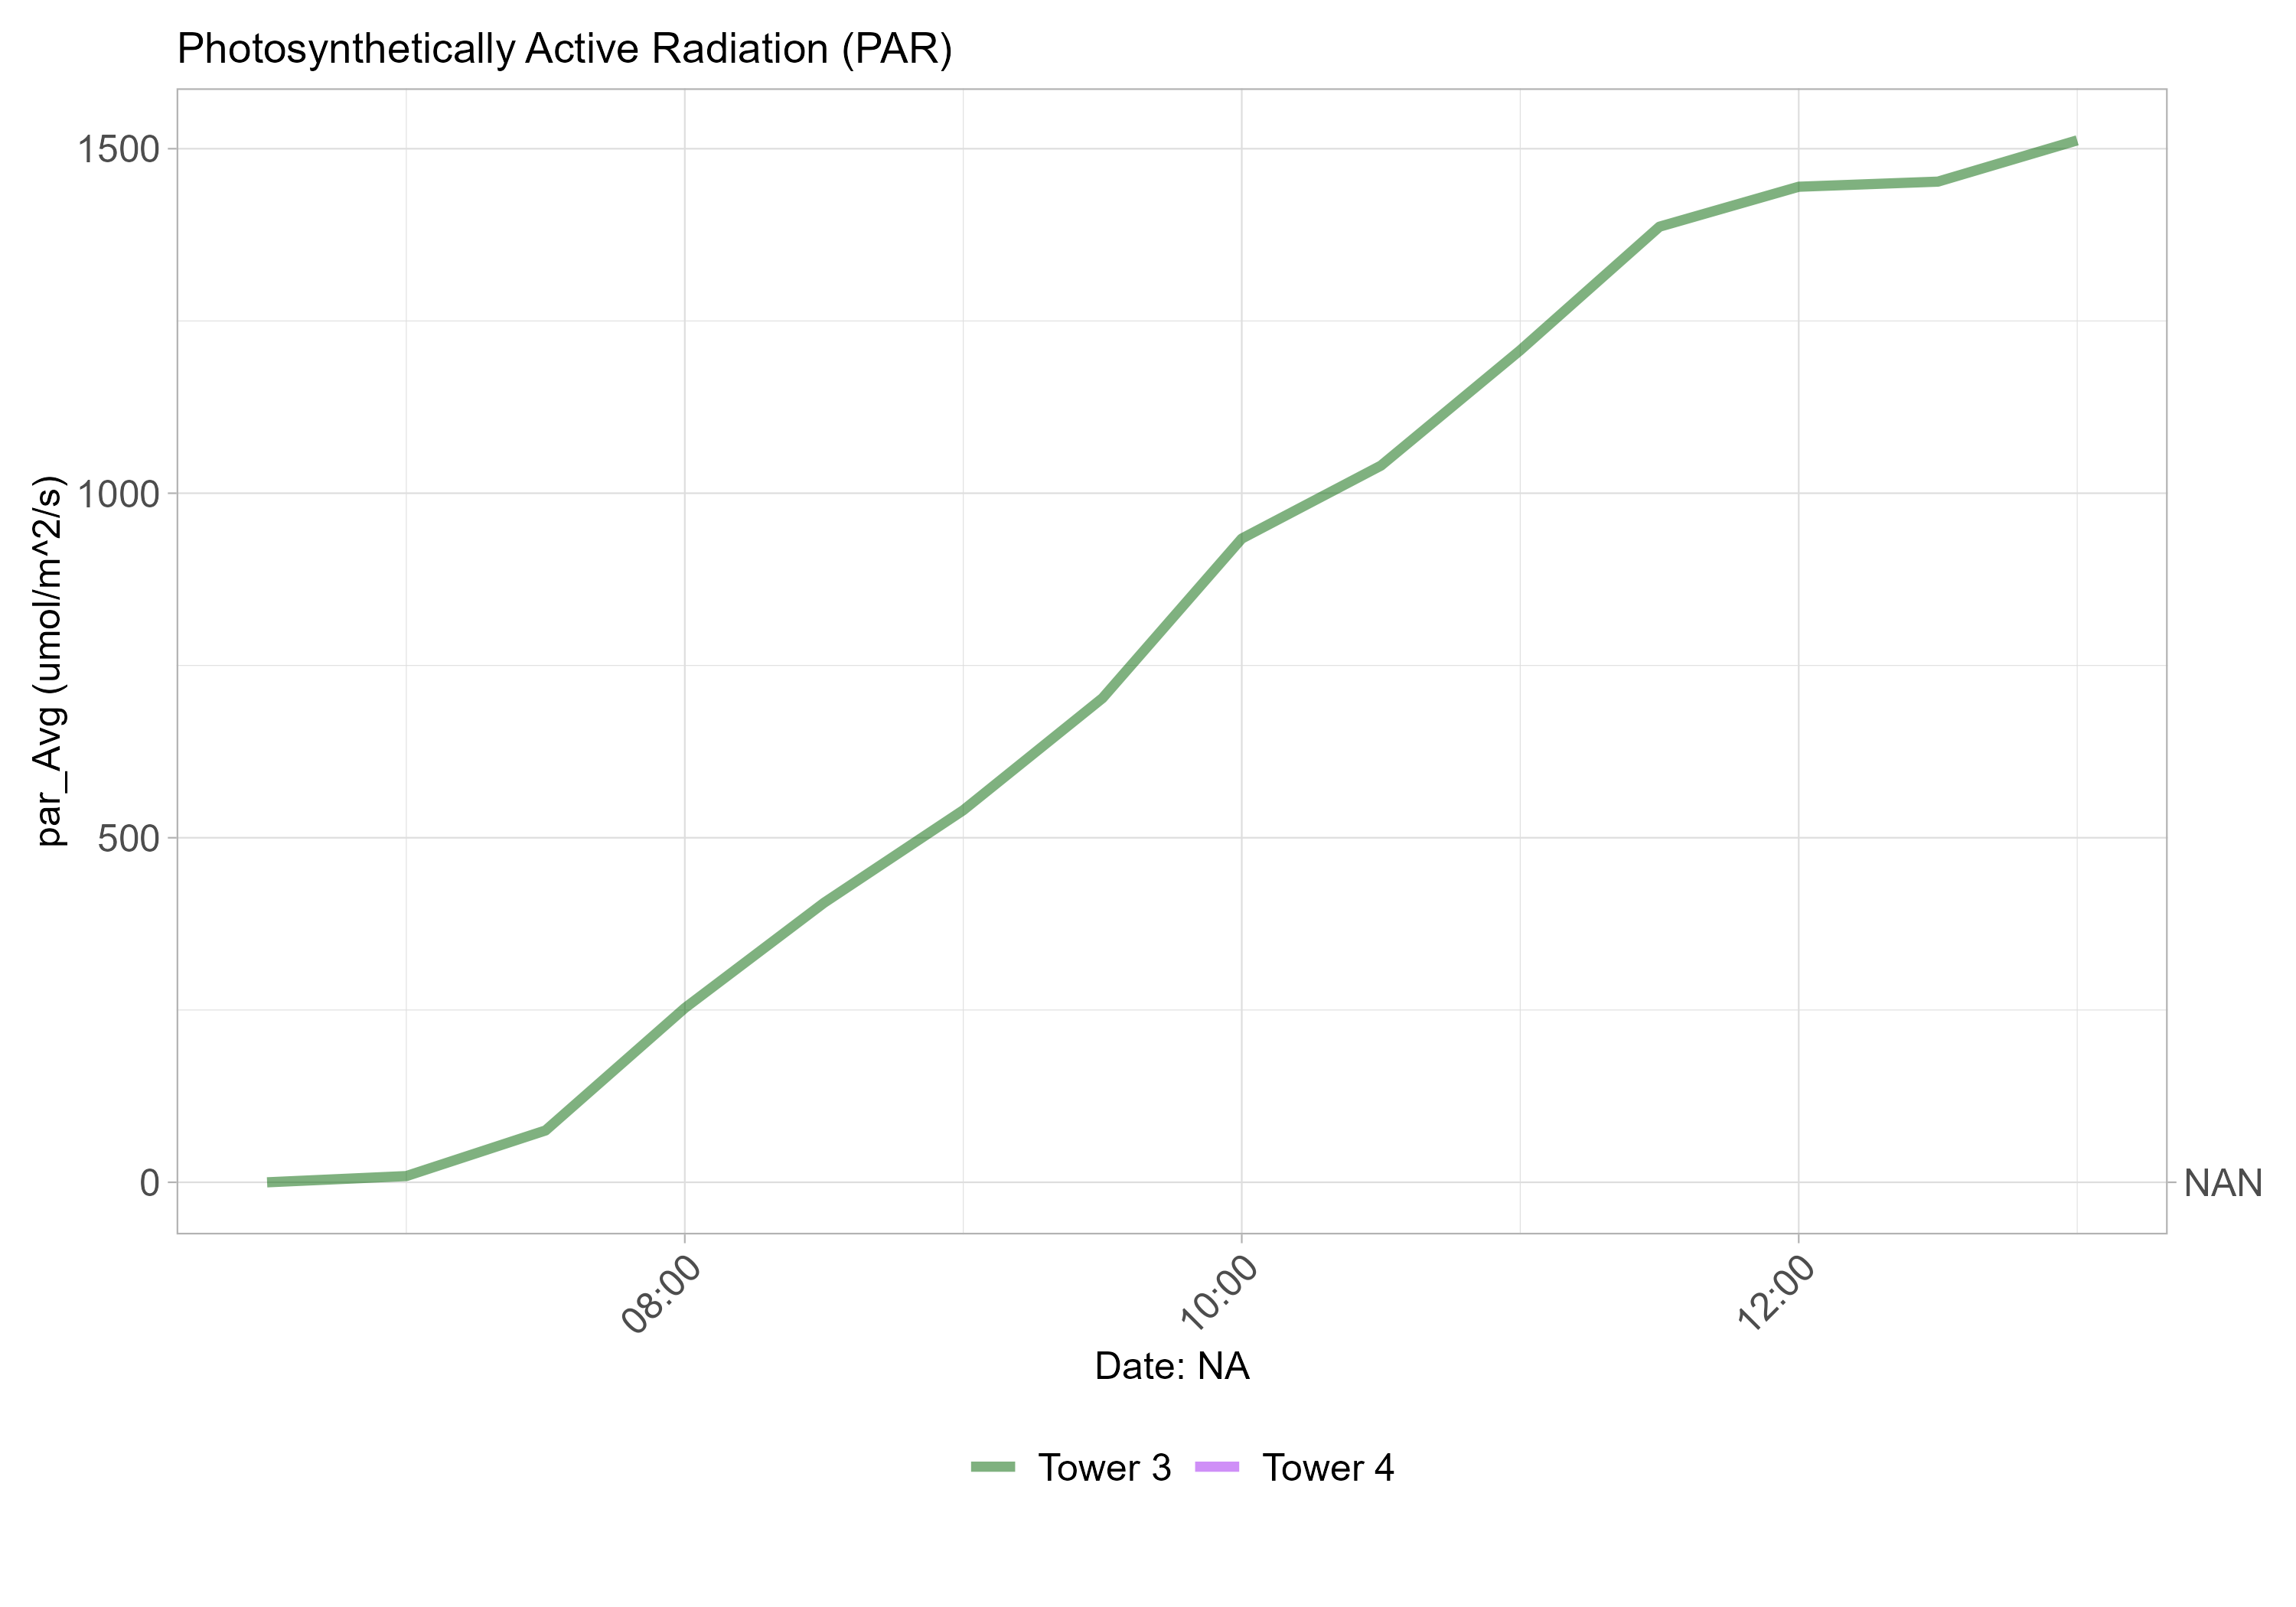 Photosynthetically Active Radiation (PAR)
par_Avg (umol/m^2/s)
1500
1000
500
0
NAN
08:00
10:00
12:00
Date: NA
Tower 3
Tower 4